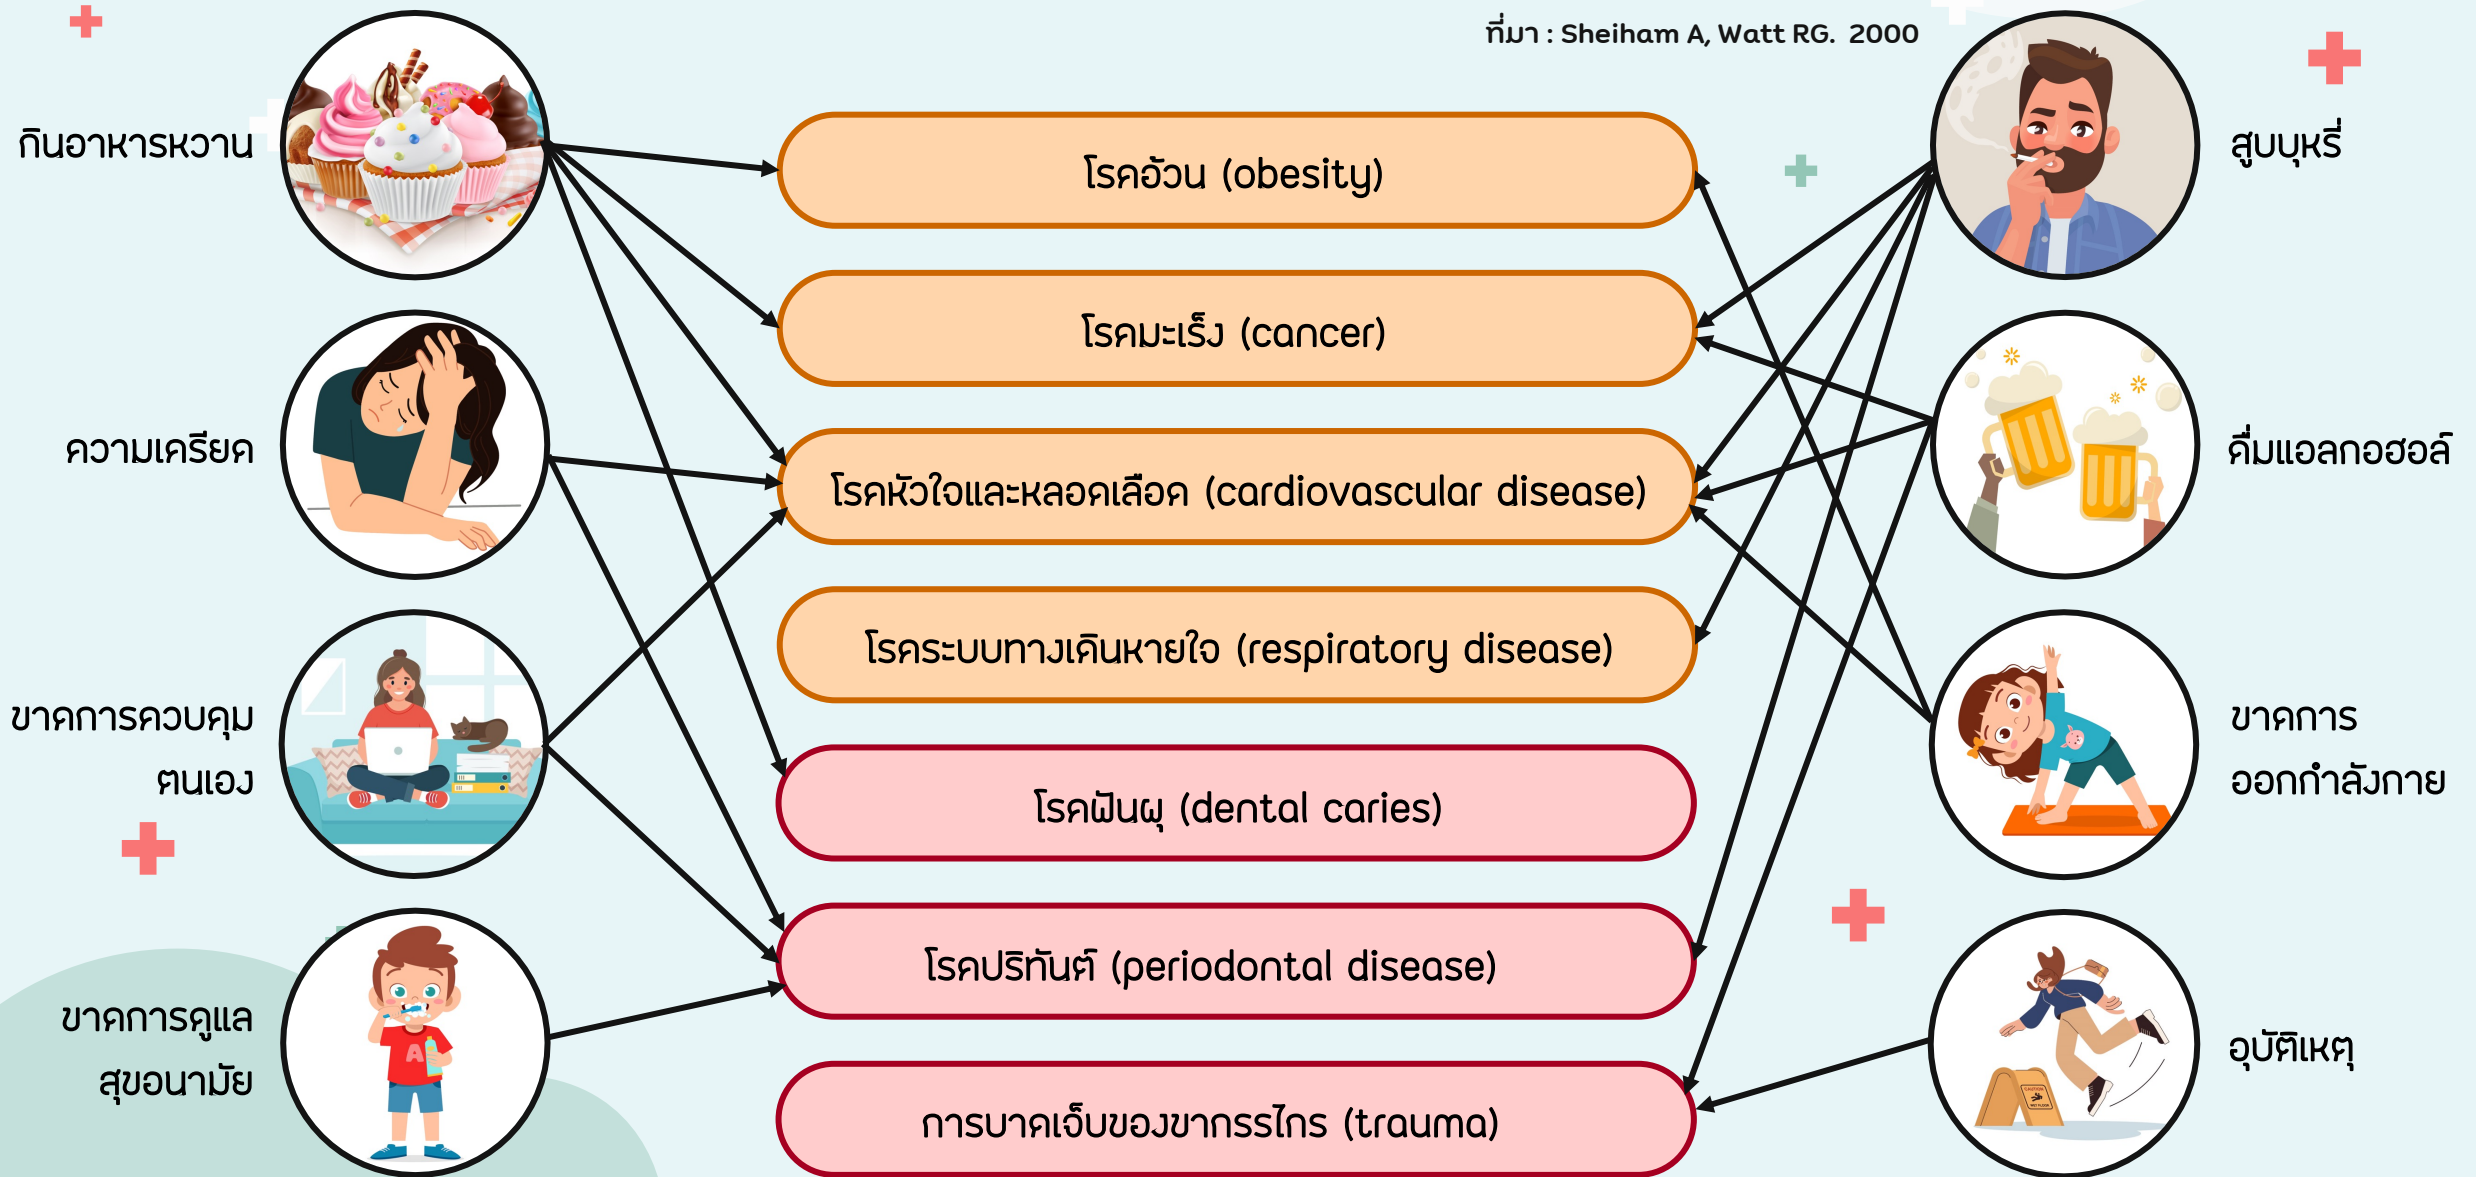 ที่มา : Sheiham A, Watt RG. 2000
กินอาหารหวาน
ความเครียด
ขาดการควบคุม
ตนเอง
ขาดการดูแล
สุขอนามัย
โรคอ้วน (obesity)
โรคมะเร็ง (cancer)
โรคหัวใจและหลอดเลือด (cardiovascular disease)
โรคระบบทางเดินหายใจ (respiratory disease)
โรคฟันผุ (dental caries)
โรคปริทันต์ (periodontal disease)
การบาดเจ็บของขากรรไกร (trauma)
สูบบุหรี่
ดื่มแอลกอฮอล์
ขาดการ
ออกกำลังกาย
อุบัติเหตุ
A
CAUTION
WET FLOOR